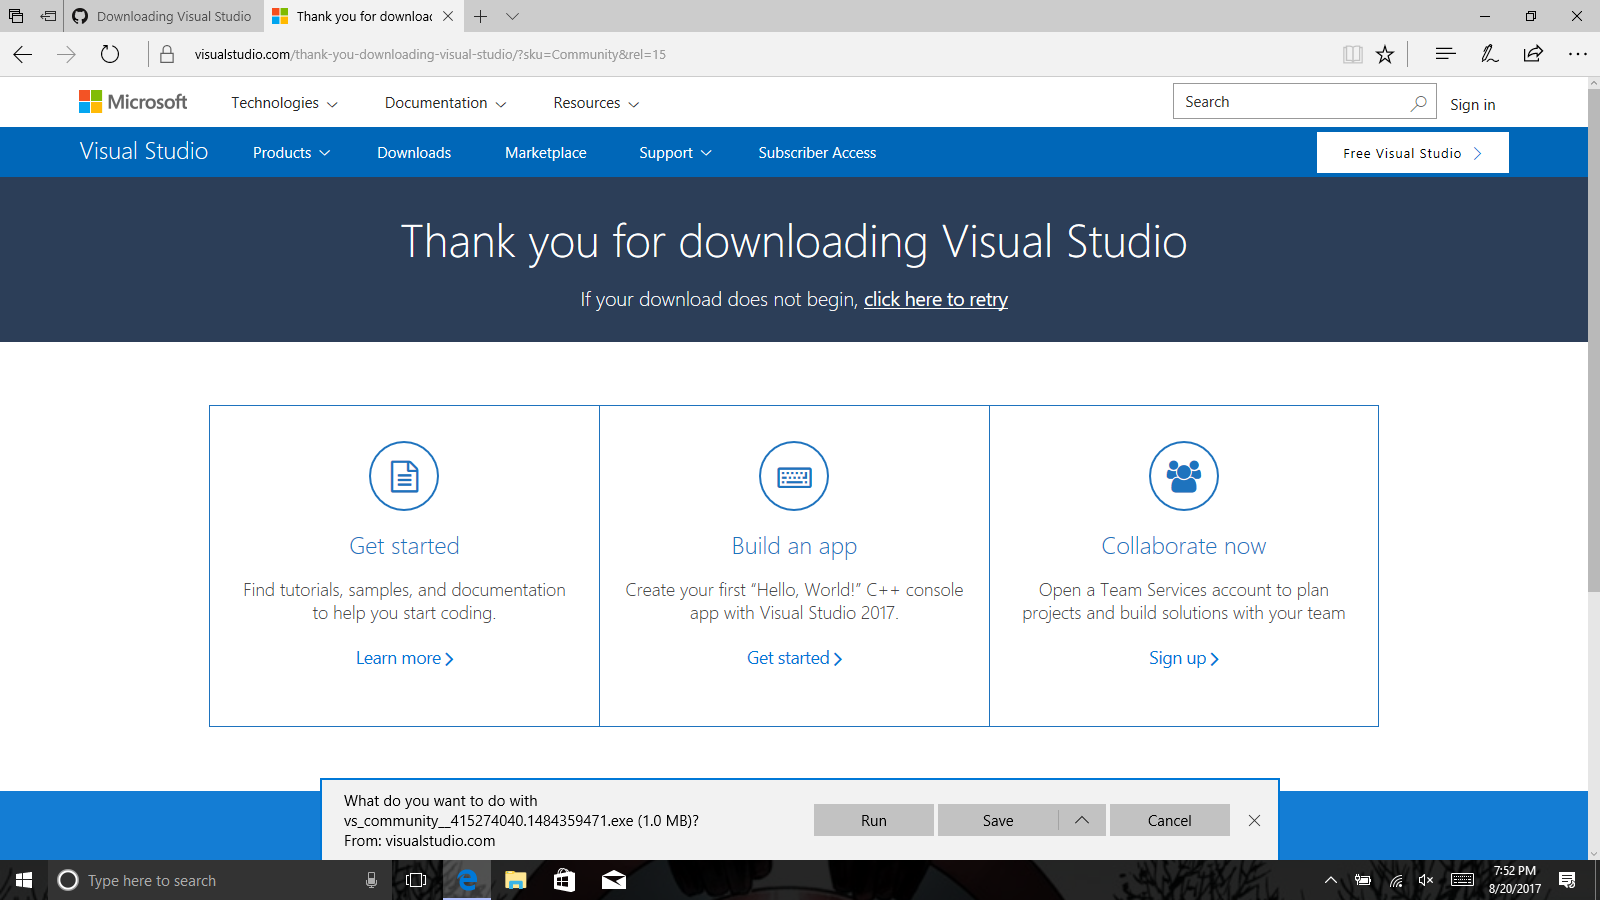 Downloading Visual Studio
Thank you for download
visualstudio.com/thank-you-downloading-visual-studio/?sku=Community&rel=15
Microsoft
Technologies
Documentation
Resources
Search
Sign in
Visual Studio
Products
Downloads
Marketplace
Support
Subscriber Access
Free Visual Studio
Thank you for downloading Visual Studio
If your download does not begin, click here to retry
Get started
Find tutorials, samples, and documentation
to help you start coding.
Learn more
Build an app
Create your first “Hello, World!” C++ console
app with Visual Studio 2017.
Get started
Collaborate now
Open a Team Services account to plan
projects and build solutions with your team
Sign up
What do you want to do with
vs_community__415274040.1484359471.exe (1.0 MB)?
From: visualstudio.com
Run
Save
Cancel
Type here to search
7:52 PM
8/20/2017